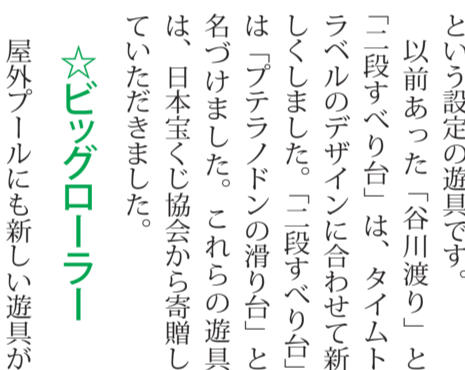 という設定の遊具です。
以前あった「谷川渡り」と
「二段すべり台」は、タイムト
ラベルのデザインに合わせて新
しくしました。「二段すべり台」
は「プテラノドンの滑り台」と
名づけました。これらの遊具
は、日本宝くじ協会から寄贈し
ていただきました。
☆ビッグローラー
屋外プールにも新しい遊具が